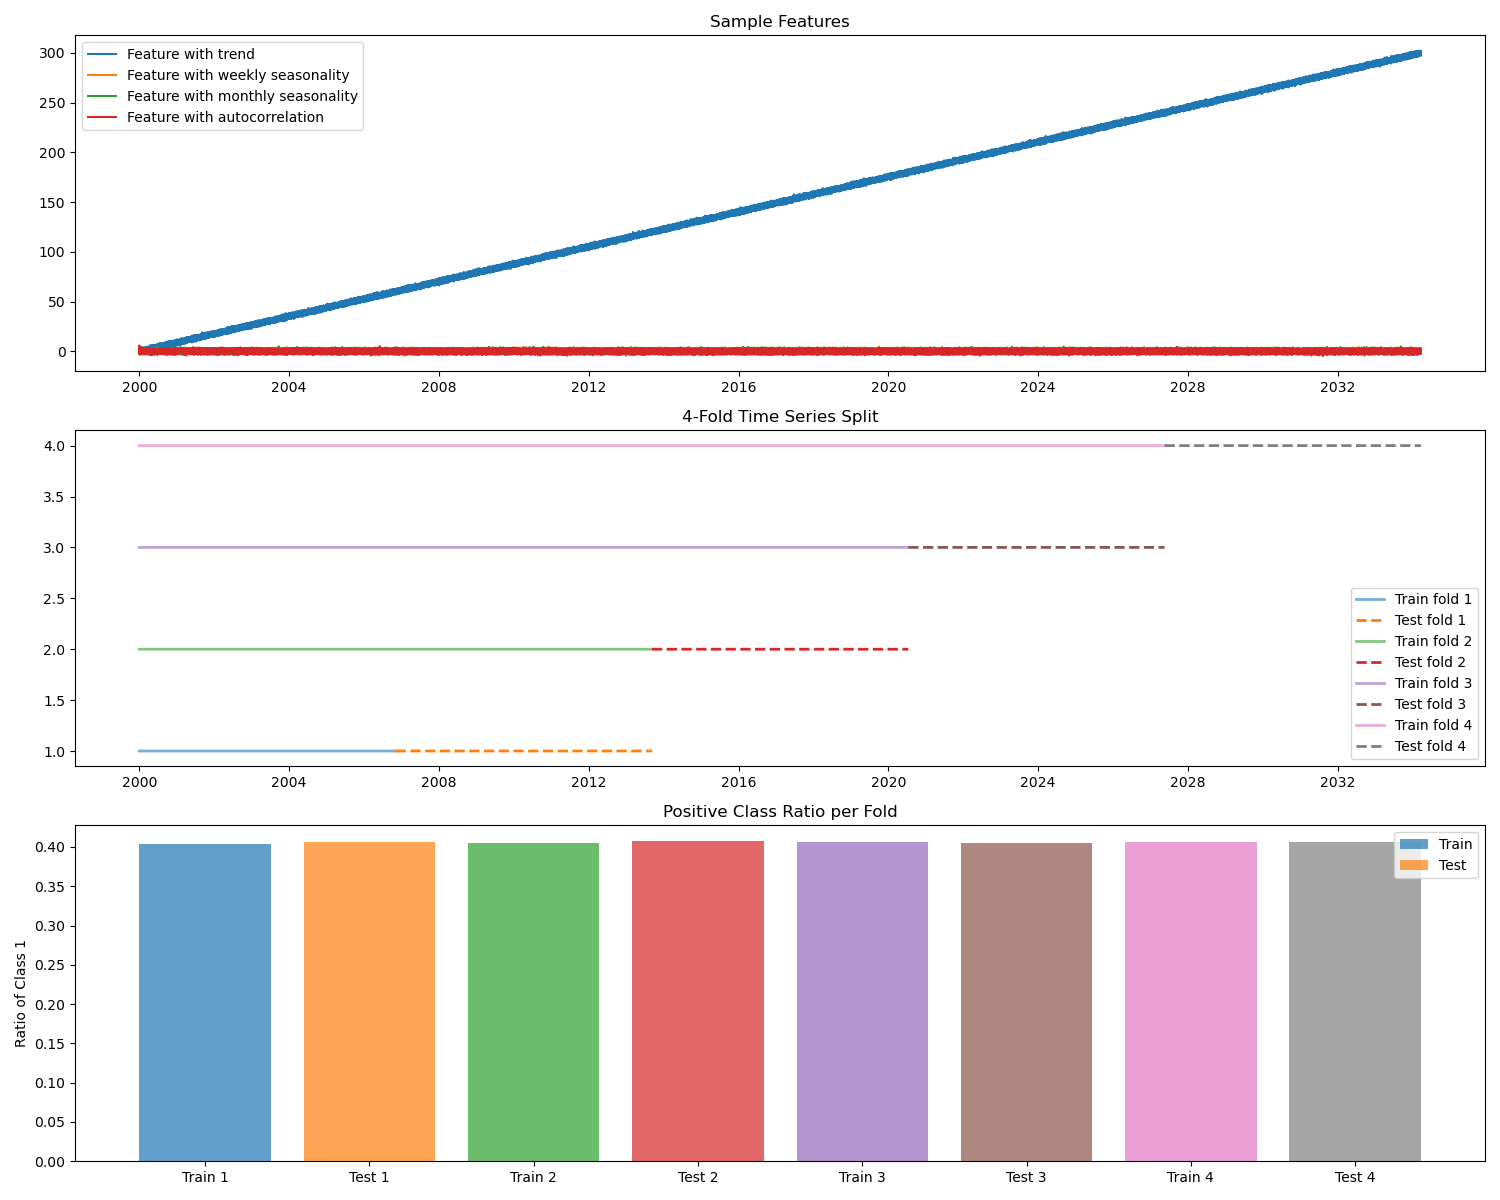 Sample Features
Feature with trend
Feature with weekly seasonality
Feature with monthly seasonality
Feature with autocorrelation
300
250
200
150
100
50
0
2000 2004 2008 2012 2016 2020 2024 2028 2032
4-Fold Time Series Split
4.0
3.5
3.0
2.5
2.0
1.5
1.0
Train fold 1
Test fold 1
Train fold 2
Test fold 2
Train fold 3
Test fold 3
Train fold 4
Test fold 4
2000 2004 2008 2012 2016 2020 2024 2028 2032
Positive Class Ratio per Fold
Ratio of Class 1
0.40
0.35
0.30
0.25
0.20
0.15
0.10
0.05
0.00
Train
Test
Train 1 Test 1 Train 2 Test 2 Train 3 Test 3 Train 4 Test 4